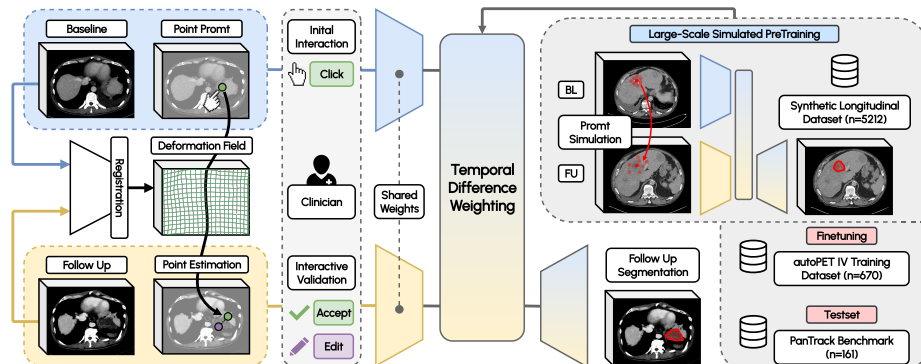 Baseline
Point Promt
Inital
Interaction
Click
Large-Scale Simulated PreTraining
BL
Promt
Simulation
FU
Synthetic Longitudinal
Dataset (n=5212)
Registration
Deformation Field
Clinician
Shared
Weights
Temporal
Difference
Weighting
Follow Up
Point Estimation
Interactive
Validation
Accept
Edit
Follow Up
Segmentation
Finetuning
autoPET IV Training
Dataset (n=670)
Testset
PanTrack Benchmark
(n=161)